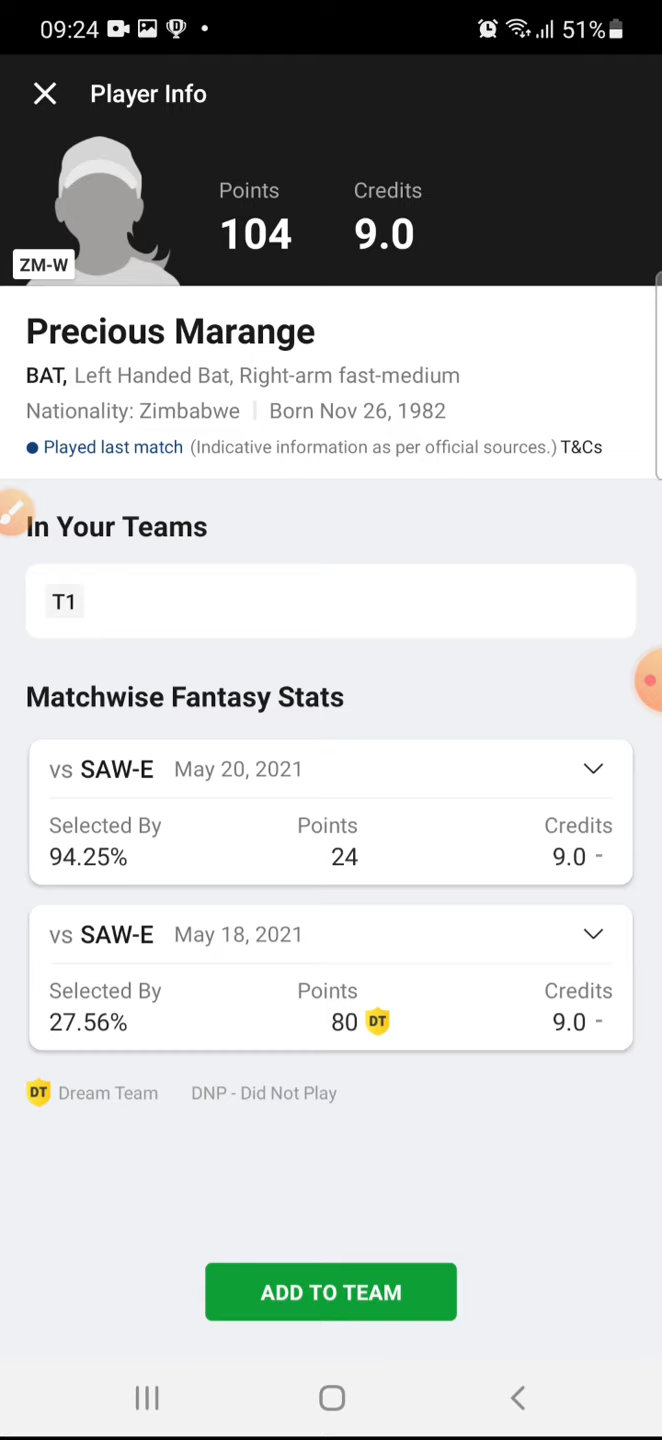 09:24 51%
Player Info
Points Credits
104 9.0
ZM-W
Precious Marange
BAT, Left Handed Bat, Right-arm fast-medium
Nationality: Zimbabwe Born Nov 26, 1982
Played last match (Indicative information as per official sources.) T&Cs
In Your Teams
T1
Matchwise Fantasy Stats
vs SAW-E May 20, 2021
Selected By Points Credits
94.25% 24 9.0 -
vs SAW-E May 18, 2021
Selected By Points Credits
27.56% 80 DT 9.0 -
DT Dream Team DNP - Did Not Play
ADD TO TEAM